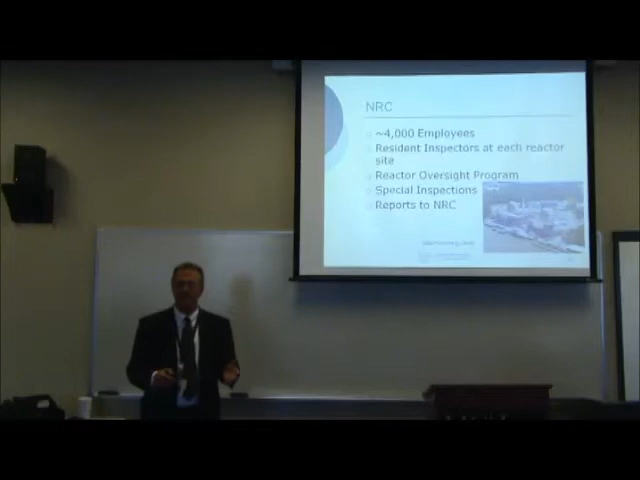 NRC
~4,000 Employees
Resident Inspectors at each reactor
site
Reactor Oversight Program
Special Inspections
Reports to NRC